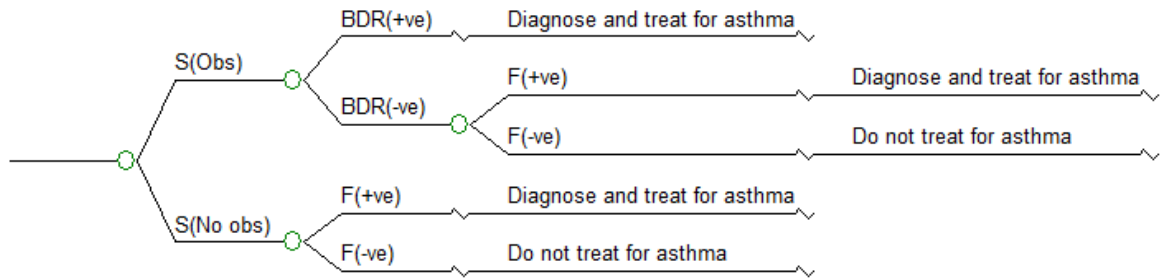 BDR(+ve) Diagnose and treat for asthma
S(Obs)
F(+ve) Diagnose and treat for asthma
BDR(-ve)
F(-ve) Do not treat for asthma
F(+ve) Diagnose and treat for asthma
S(No obs)
F(-ve) Do not treat for asthma